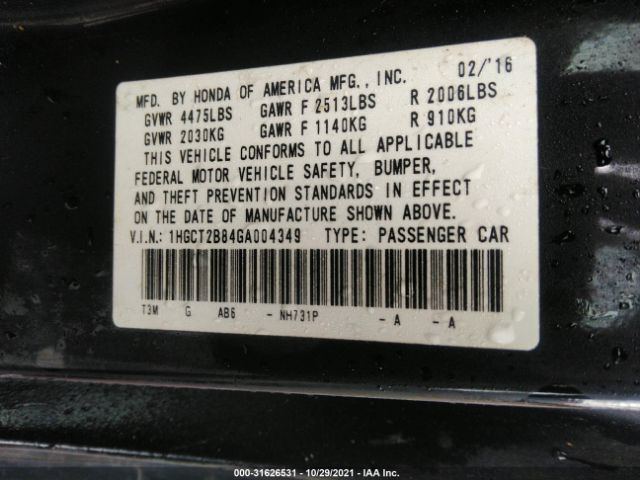 MFD. BY HONDA OF AMERICA MFG., INC. 02/'16
GVWR 4475LBS GAWR F 2513LBS R 2006LBS
GVWR 2030KG GAWR F 1140KG R 910KG
THIS VEHICLE CONFORMS TO ALL APPLICABLE
FEDERAL MOTOR VEHICLE SAFETY, BUMPER,
AND THEFT PREVENTION STANDARDS IN EFFECT
ON THE DATE OF MANUFACTURE SHOWN ABOVE.
V.I.N.: 1HGCT2B84GA004349 TYPE: PASSENGER CAR
T3M G AB6 - NH731P - A - A
000-31626531 - 10/29/2021 - IAA Inc.